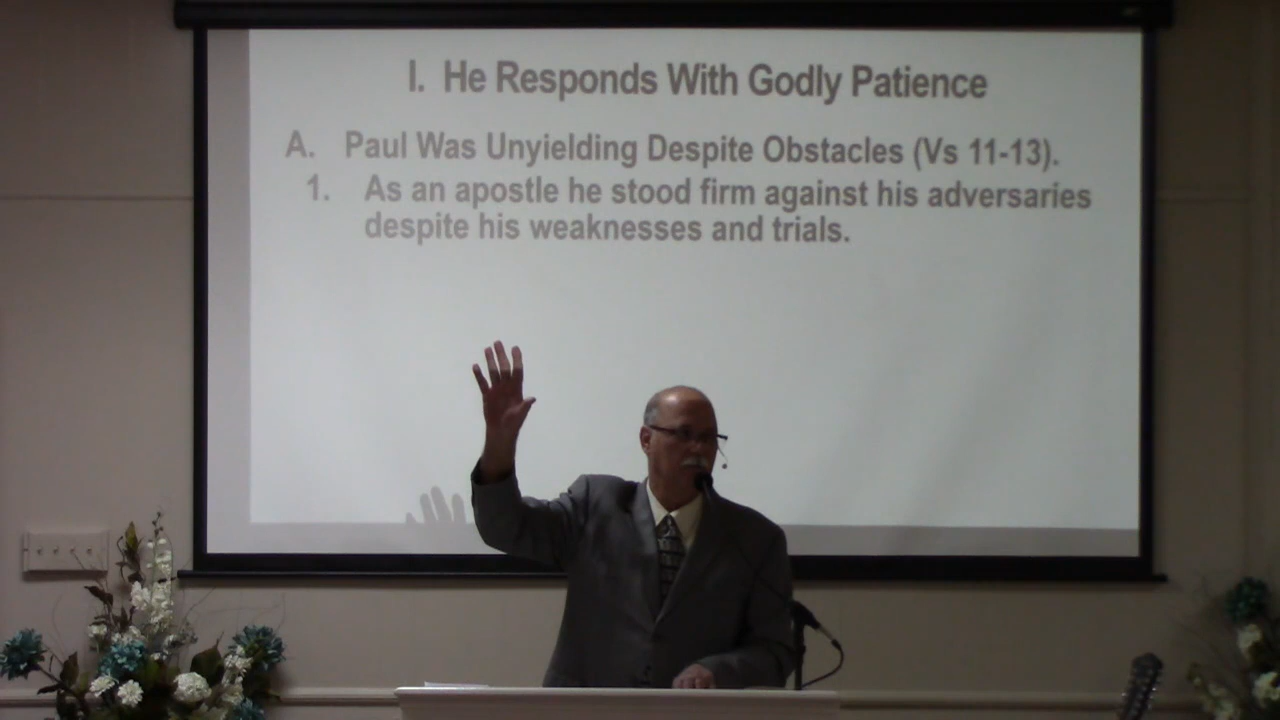 I. He Responds With Godly Patience
A. Paul Was Unyielding Despite Obstacles (Vs 11-13).
1. As an apostle he stood firm against his adversaries
despite his weaknesses and trials.